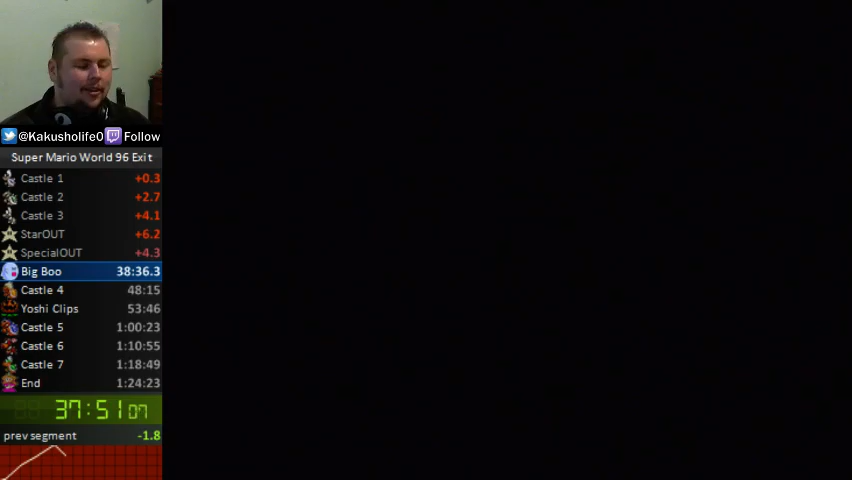 @Kakusholife0 Follow
Super Mario World 96 Exit
Castle 1 +0.3
Castle 2 +2.7
Castle 3 +4.1
StarOUT +6.2
SpecialOUT +4.3
Big Boo 38:36.3
Castle 4 48:15
Yoshi Clips 53:46
Castle 5 1:00:23
Castle 6 1:10:55
Castle 7 1:18:49
End 1:24:23
37:51 07
prev segment -1.8